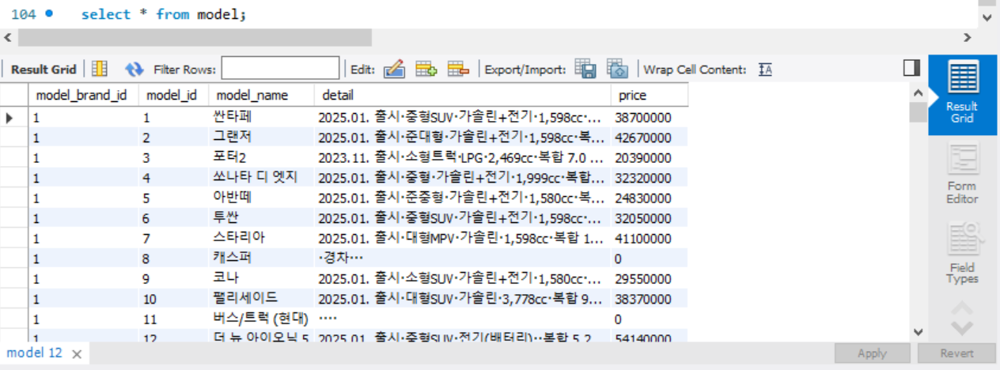 104 select * from model;
Result Grid Filter Rows: Edit: Export/Import: Wrap Cell Content:
model_brand_id model_id model_name detail price
1 1 싼타페 2025.01. 출시·중형SUV·가솔린+전기·1,598cc·... 38700000
1 2 그랜저 2025.01. 출시·준대형·가솔린+전기·1,598cc·복... 42670000
1 3 포터2 2023.11. 출시·소형트럭·LPG·2,469cc·복합 7.0 ... 20390000
1 4 쏘나타 디 엣지 2025.01. 출시·중형·가솔린+전기·1,999cc·복합... 32320000
1 5 아반떼 2025.01. 출시·준중형·가솔린+전기·1,580cc·복... 24830000
1 6 투싼 2025.01. 출시·중형SUV·가솔린+전기·1,598cc·... 32050000
1 7 스타리아 2025.01. 출시·대형MPV·가솔린·1,598cc·복합 1... 41100000
1 8 캐스퍼 ·경차··· 0
1 9 코나 2025.01. 출시·소형SUV·가솔린+전기·1,580cc·... 29550000
1 10 팰리세이드 2025.01. 출시·대형SUV·가솔린·3,778cc·복합 9... 38370000
1 11 버스/트럭 (현대) ···· 0
1 12 더 뉴 아이오닉 5 2025.01. 출시·중형SUV·전기(배터리)··복합 5.2... 54140000
Result
Grid
Form
Editor
Field
Types
model 12 Apply Revert